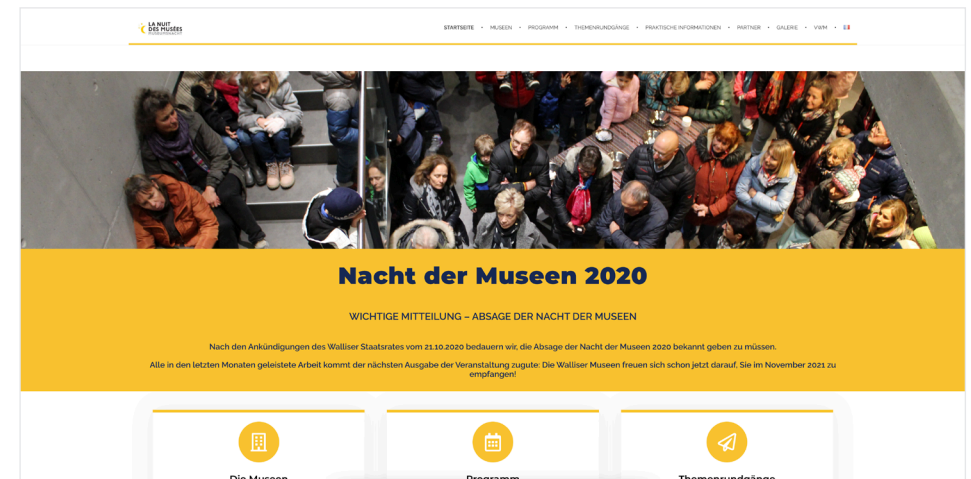 LA NUIT
DES MUSÉES
MUSEUMSNACHT
STARTSEITE • MUSEEN • PROGRAMM • THEMENRUNDGÄNGE • PRAKTISCHE INFORMATIONEN • PARTNER • GALERIE • VWM •
Nacht der Museen 2020
WICHTIGE MITTEILUNG – ABSAGE DER NACHT DER MUSEEN
Nach den Ankündigungen des Walliser Staatsrates vom 21.10.2020 bedauern wir, die Absage der Nacht der Museen 2020 bekannt geben zu müssen.
Alle in den letzten Monaten geleistete Arbeit kommt der nächsten Ausgabe der Veranstaltung zugute: Die Walliser Museen freuen sich schon jetzt darauf, Sie im November 2021 zu
empfangen!
Die Museen
Programm
Themenrundgänge